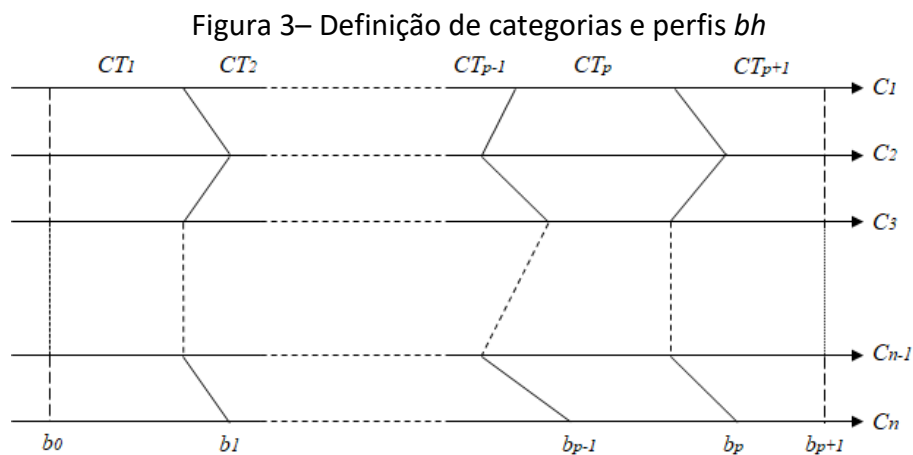 Figura 3– Definição de categorias e perfis bh
CT1 CT2 CTp-1 CTp CTp+1
C1
C2
C3
Cn-1
Cn
b0 b1 bp-1 bp bp+1